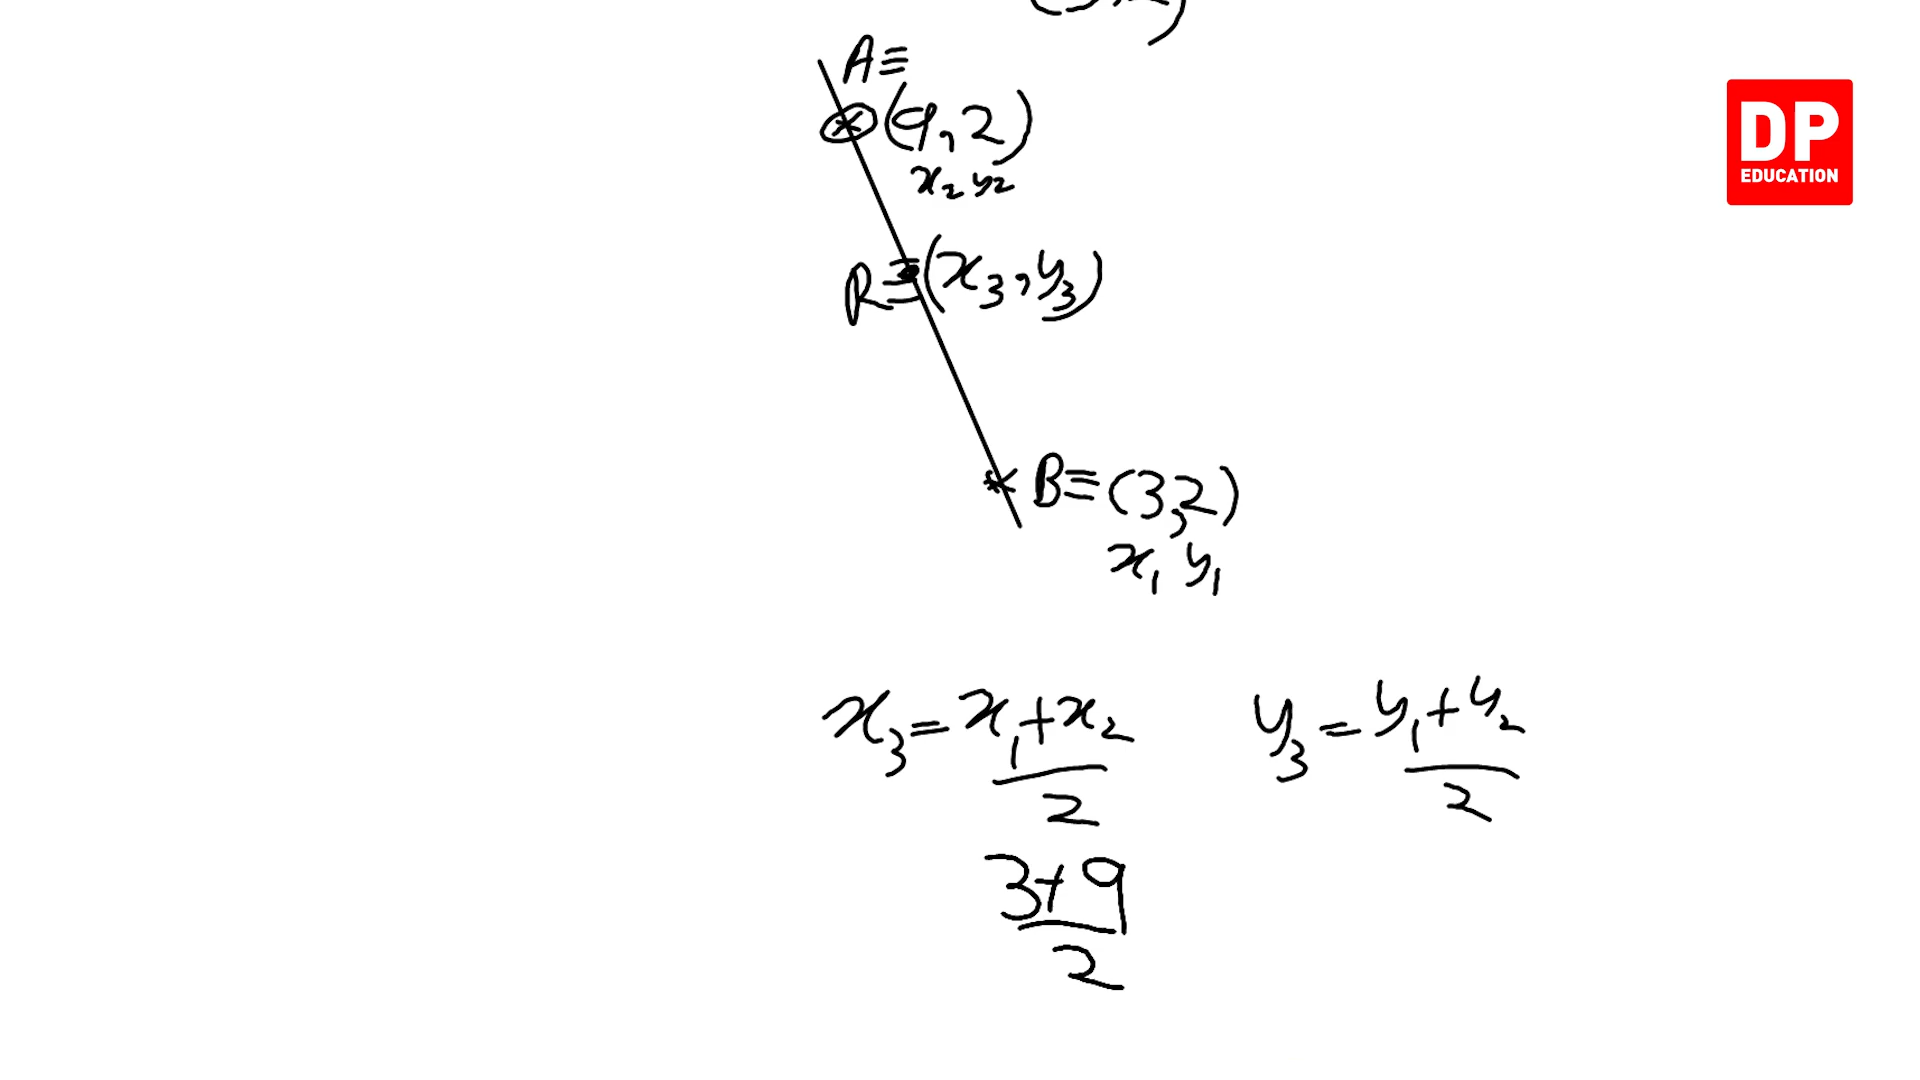 A≡
(9,2)
x₂ y₂
R≡(x₃,y₃)
B≡(3,2)
x₁ y₁
x₃=x₁+x₂
2
y₃=y₁+y₂
2
3+9
2
DP
EDUCATION